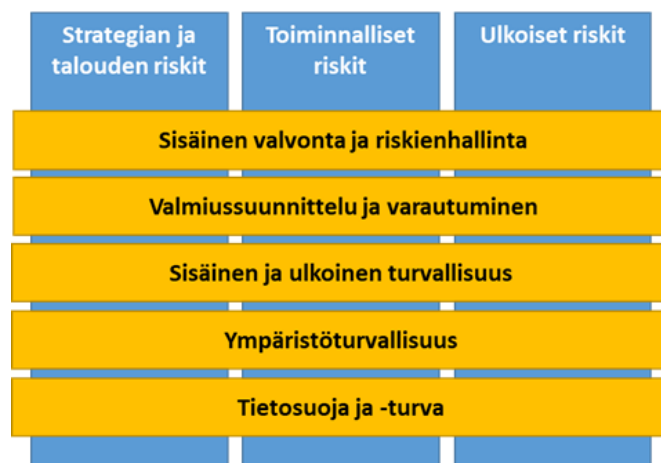 Strategian ja
talouden riskit
Toiminnalliset
riskit
Ulkoiset riskit
Sisäinen valvonta ja riskienhallinta
Valmiussuunnittelu ja varautuminen
Sisäinen ja ulkoinen turvallisuus
Ympäristöturvallisuus
Tietosuoja ja -turva